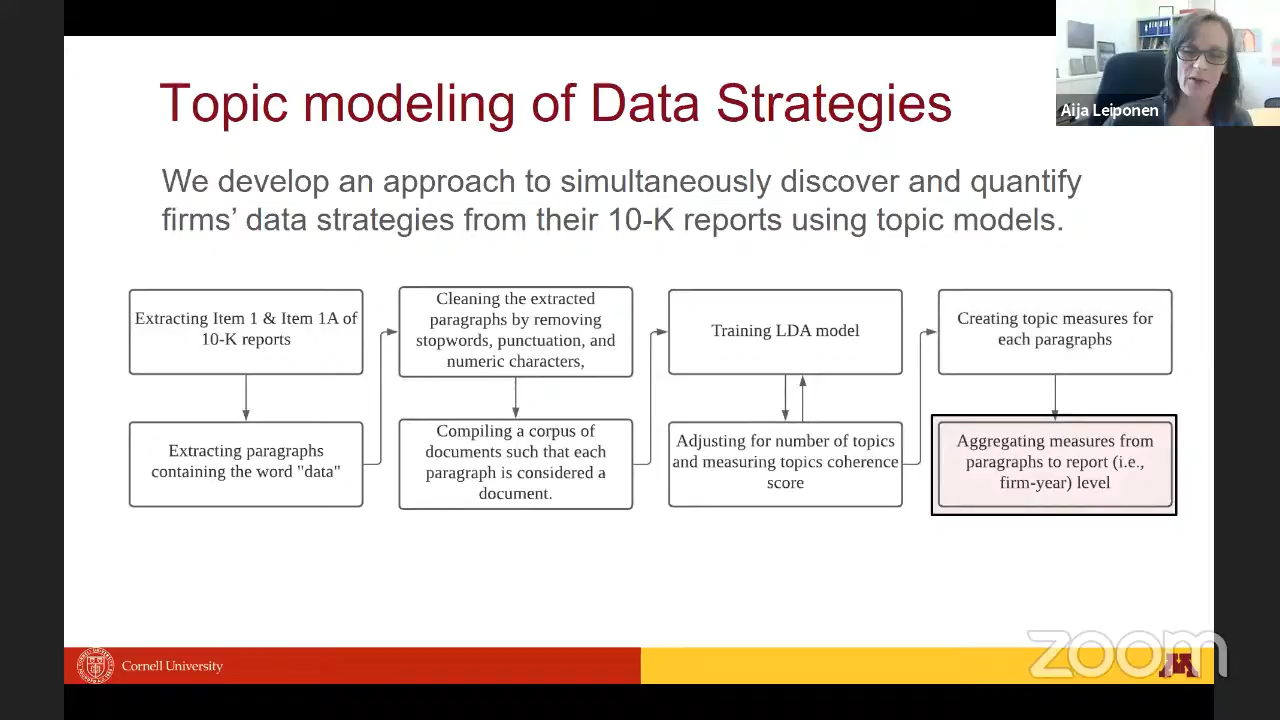 Topic modeling of Data Strategies
Aija Leiponen
We develop an approach to simultaneously discover and quantify
firms' data strategies from their 10-K reports using topic models.
Extracting Item 1 & Item 1A of
10-K reports
Extracting paragraphs
containing the word "data"
Cleaning the extracted
paragraphs by removing
stopwords, punctuation, and
numeric characters,
Compiling a corpus of
documents such that each
paragraph is considered a
document.
Training LDA model
Adjusting for number of topics
and measuring topics coherence
score
Creating topic measures for
each paragraphs
Aggregating measures from
paragraphs to report (i.e.,
firm-year) level
Cornell University
zoom
M